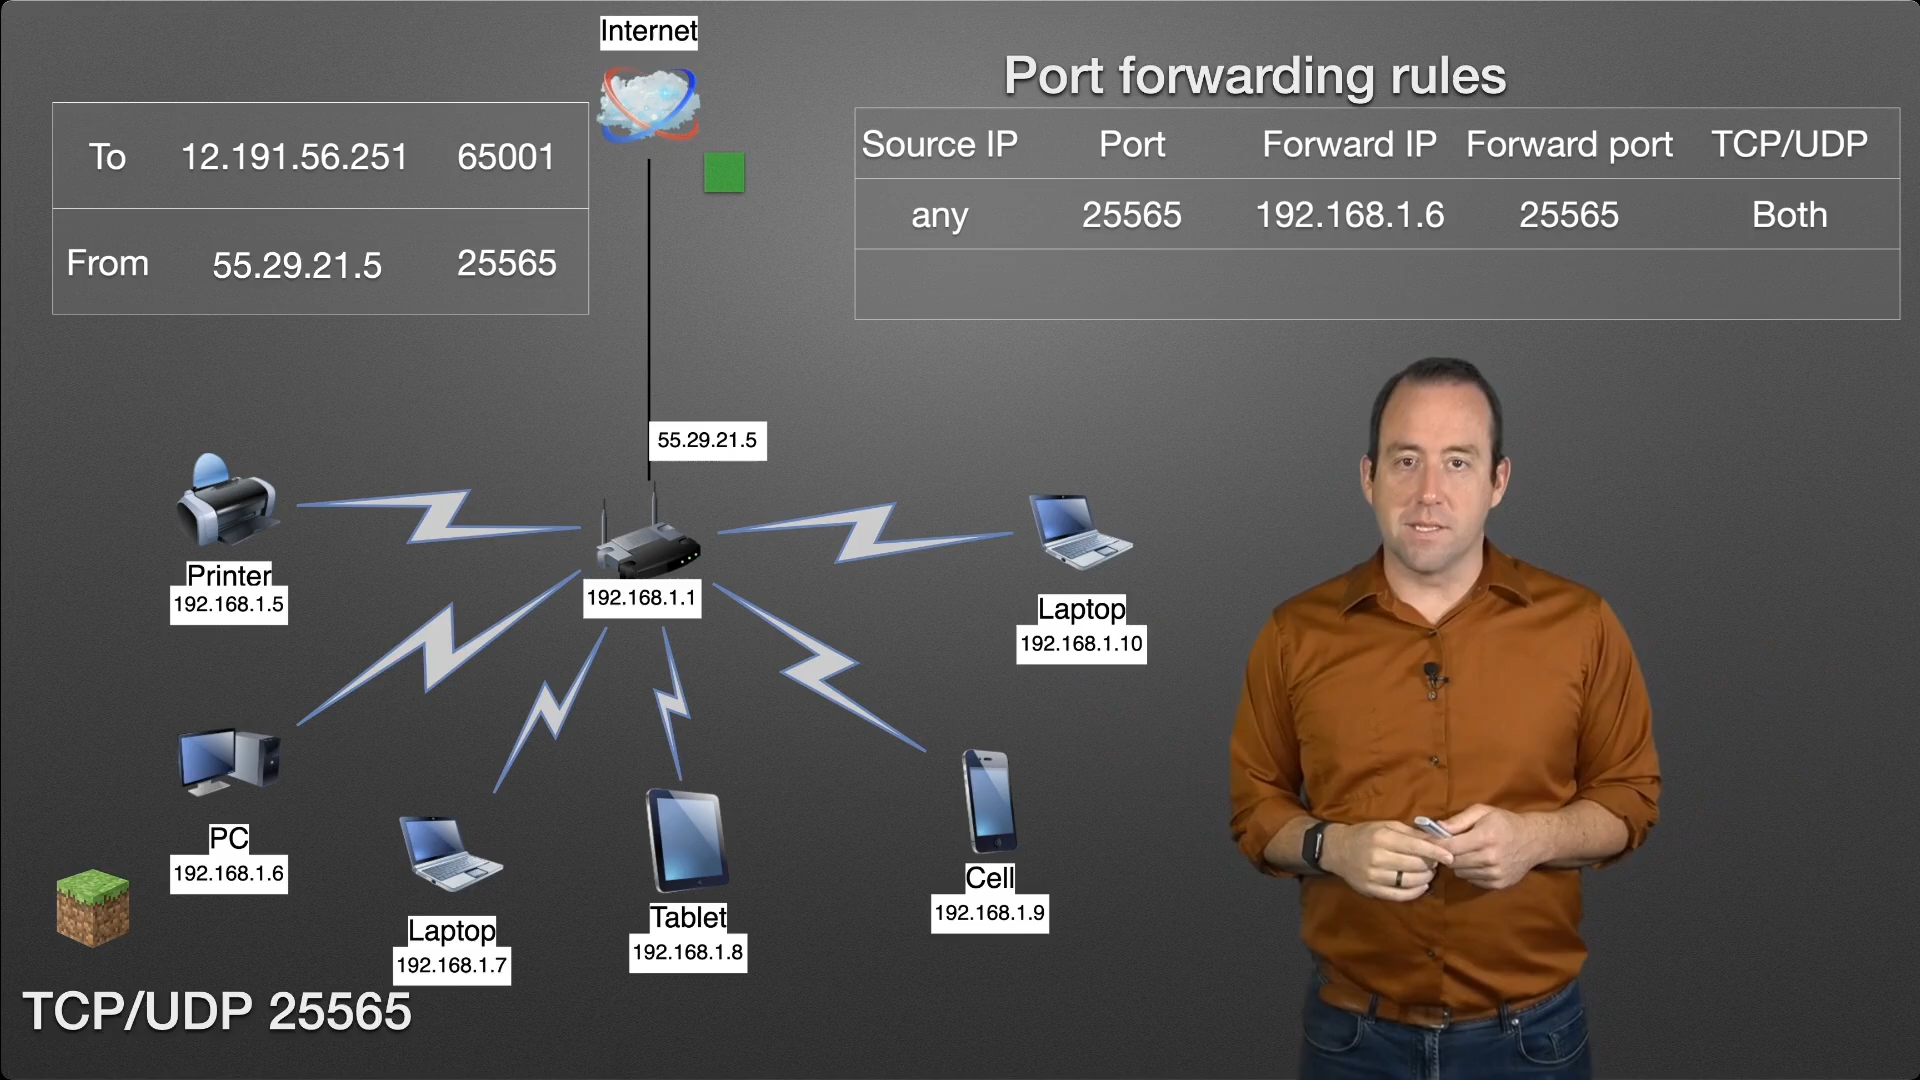 Internet
To 12.191.56.251 65001
From 55.29.21.5 25565
Port forwarding rules
Source IP Port Forward IP Forward port TCP/UDP
any 25565 192.168.1.6 25565 Both
55.29.21.5
192.168.1.1
Printer
192.168.1.5
Laptop
192.168.1.10
PC
192.168.1.6
Laptop
192.168.1.7
Tablet
192.168.1.8
Cell
192.168.1.9
TCP/UDP 25565